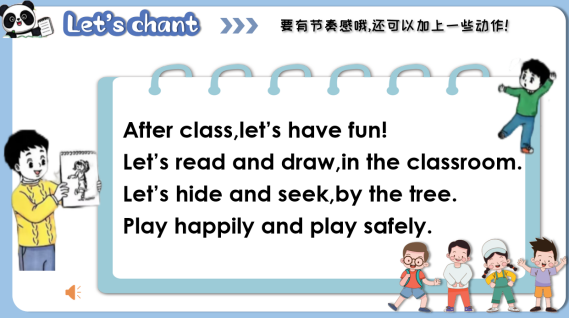 Let's chant
要有节奏感哦,还可以加上一些动作!
After class,let's have fun!
Let's read and draw,in the classroom.
Let's hide and seek,by the tree.
Play happily and play safely.